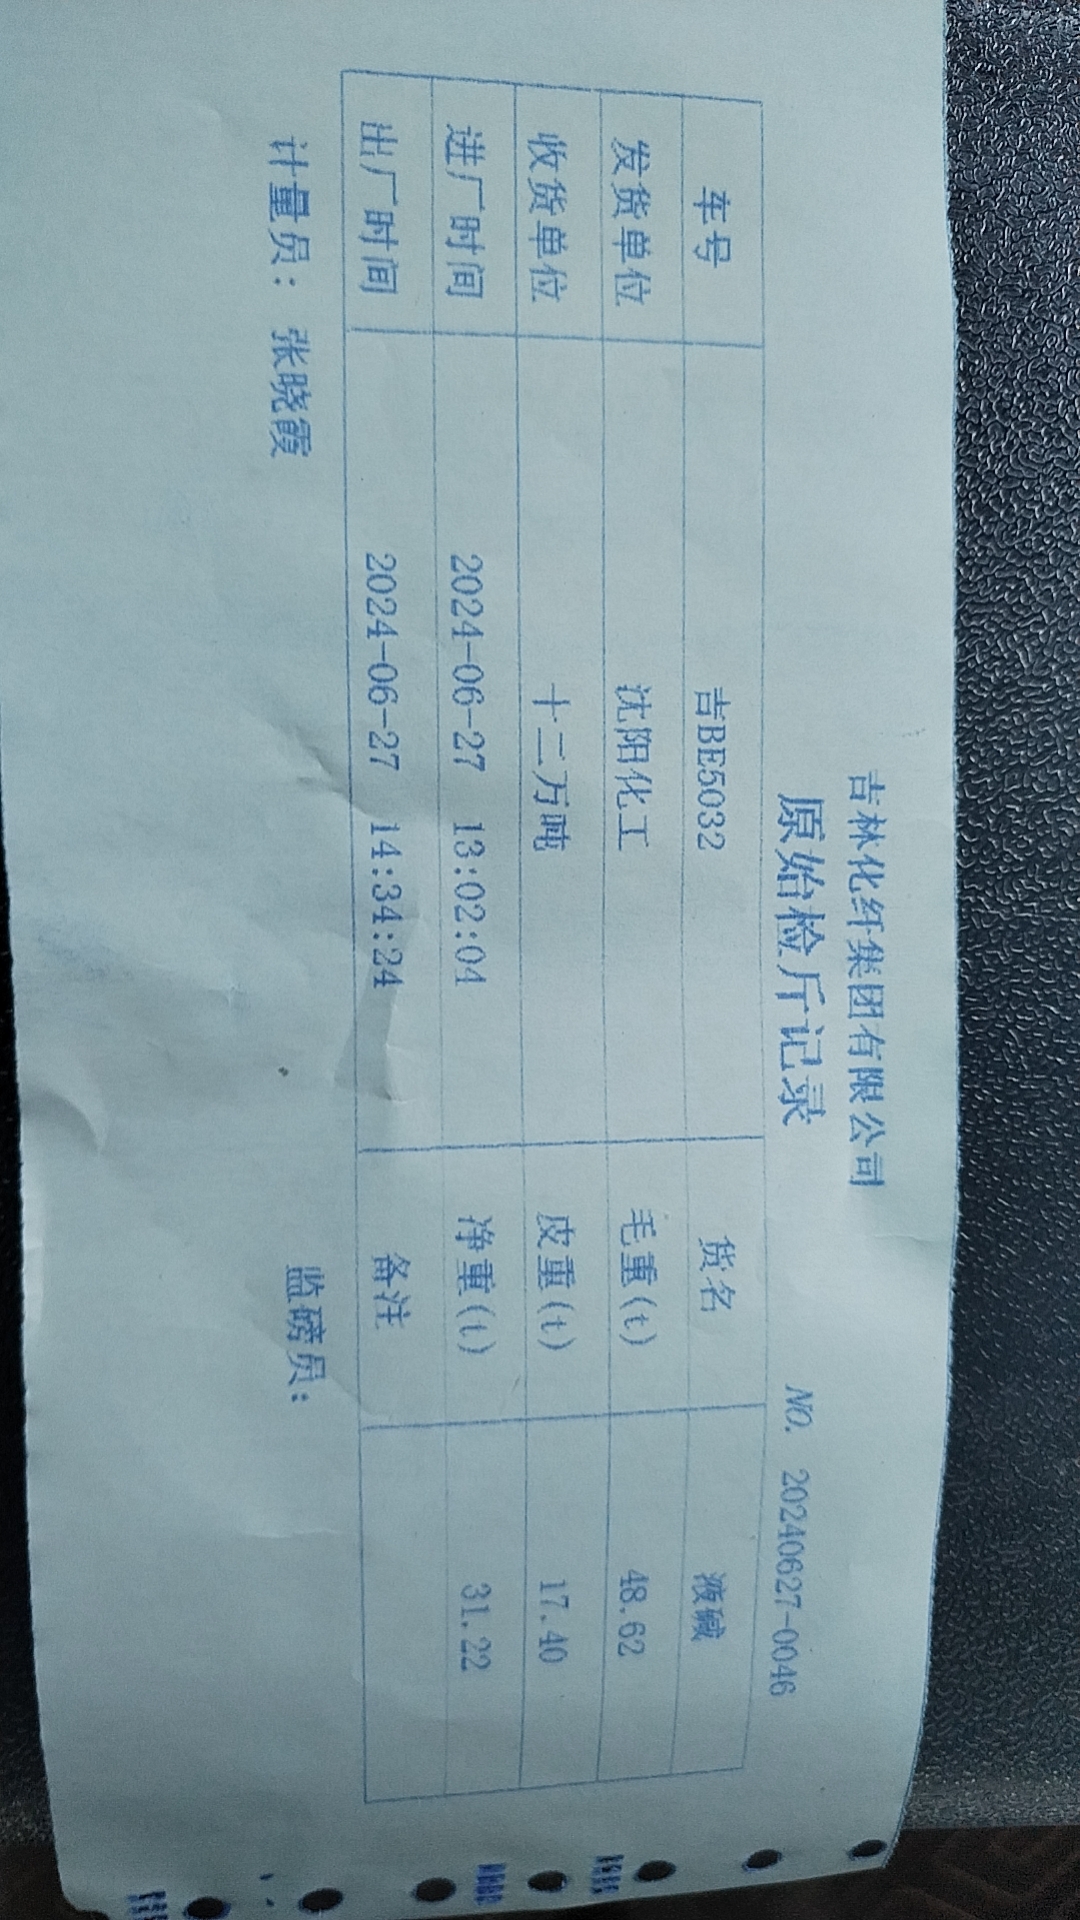 吉林化纤集团有限公司
原始检斤记录
NO. 20240627-0046
车号 吉BE5032 货名 液碱
发货单位 沈阳化工 毛重(t) 48.62
收货单位 十二万吨 皮重(t) 17.40
进厂时间 2024-06-27 13:02:04 净重(t) 31.22
出厂时间 2024-06-27 14:34:24 备注
计量员： 张晓霞 监磅员：